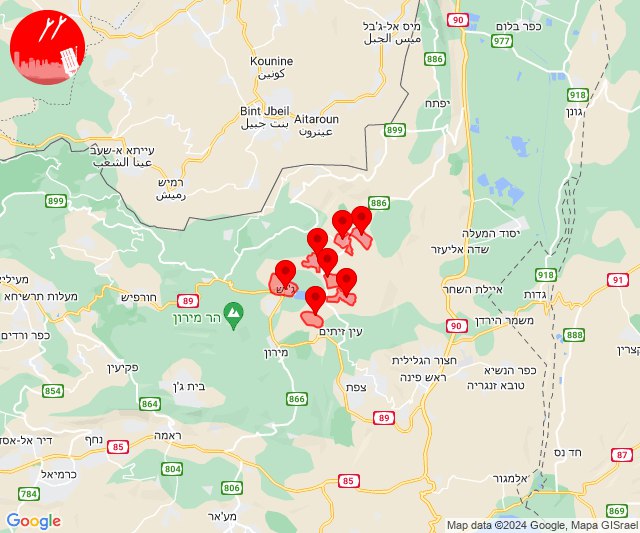 90
מיס אל-ג'בל
ميس الجبل
כפר בלום
977
Kounine
كونين
886
918
גונן
יפתח
Bint Jbeil
بنت جبيل
Aitaroun
عيترون
899
עייתא א-שעב
عيتا الشعب
רמיש
رميش
899
886
יסוד המעלה
שדה אליעזר
918
91
מעיליא
מעלות תרשיחא
חורפיש
89
ג'יש
איילת השחר
גדות
הר מירון
90
משמר הירדן
888
כפר ורדים
עין זיתים
קצרין
מירון
חצור הגלילית
ראש פינה
כפר הנשיא
טובא זנגריה
פקיעין
בית ג'ן
צפת
854
864
866
869
89
נחף
ראמה
דיר אל-אסד
85
חד נס
87
כרמיאל
804
85
אלמגור
784
806
מע'אר
Google
Map data ©2024 Google, Mapa GISrael